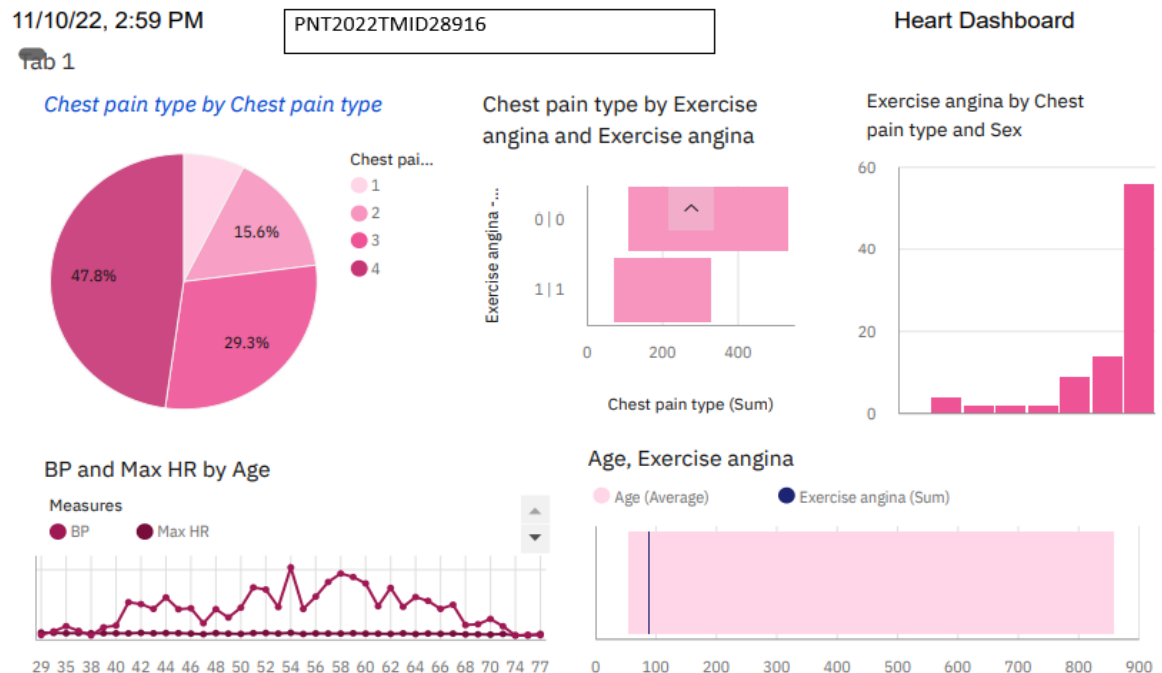 11/10/22, 2:59 PM
PNT2022TMID28916
Heart Dashboard
Tab 1
Chest pain type by Chest pain type
Chest pai...
1
2
3
4
15.6%
29.3%
47.8%
Chest pain type by Exercise
angina and Exercise angina
Exercise angina -...
0|0
1|1
0 200 400
Chest pain type (Sum)
Exercise angina by Chest
pain type and Sex
60
40
20
0
BP and Max HR by Age
Measures
BP Max HR
29 35 38 40 42 44 46 48 50 52 54 56 58 60 62 64 66 68 70 74 77
Age, Exercise angina
Age (Average) Exercise angina (Sum)
0 100 200 300 400 500 600 700 800 900